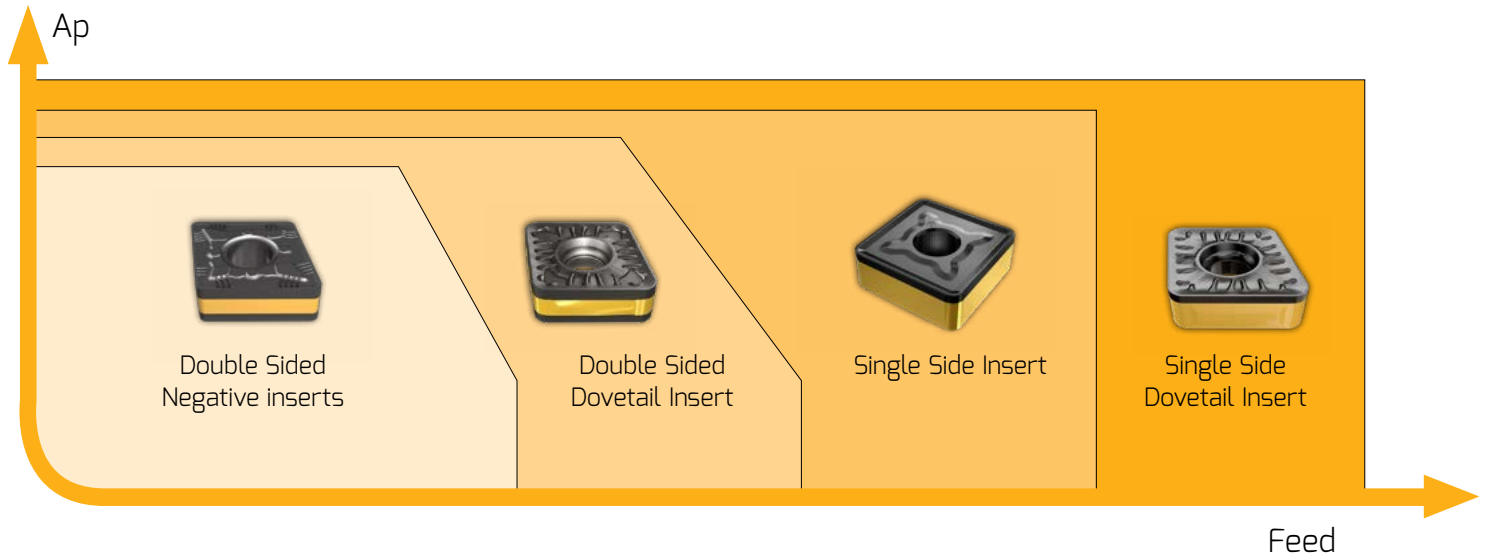 Ap
Double Sided
Negative inserts
Double Sided
Dovetail Insert
Single Side Insert
Single Side
Dovetail Insert
Feed